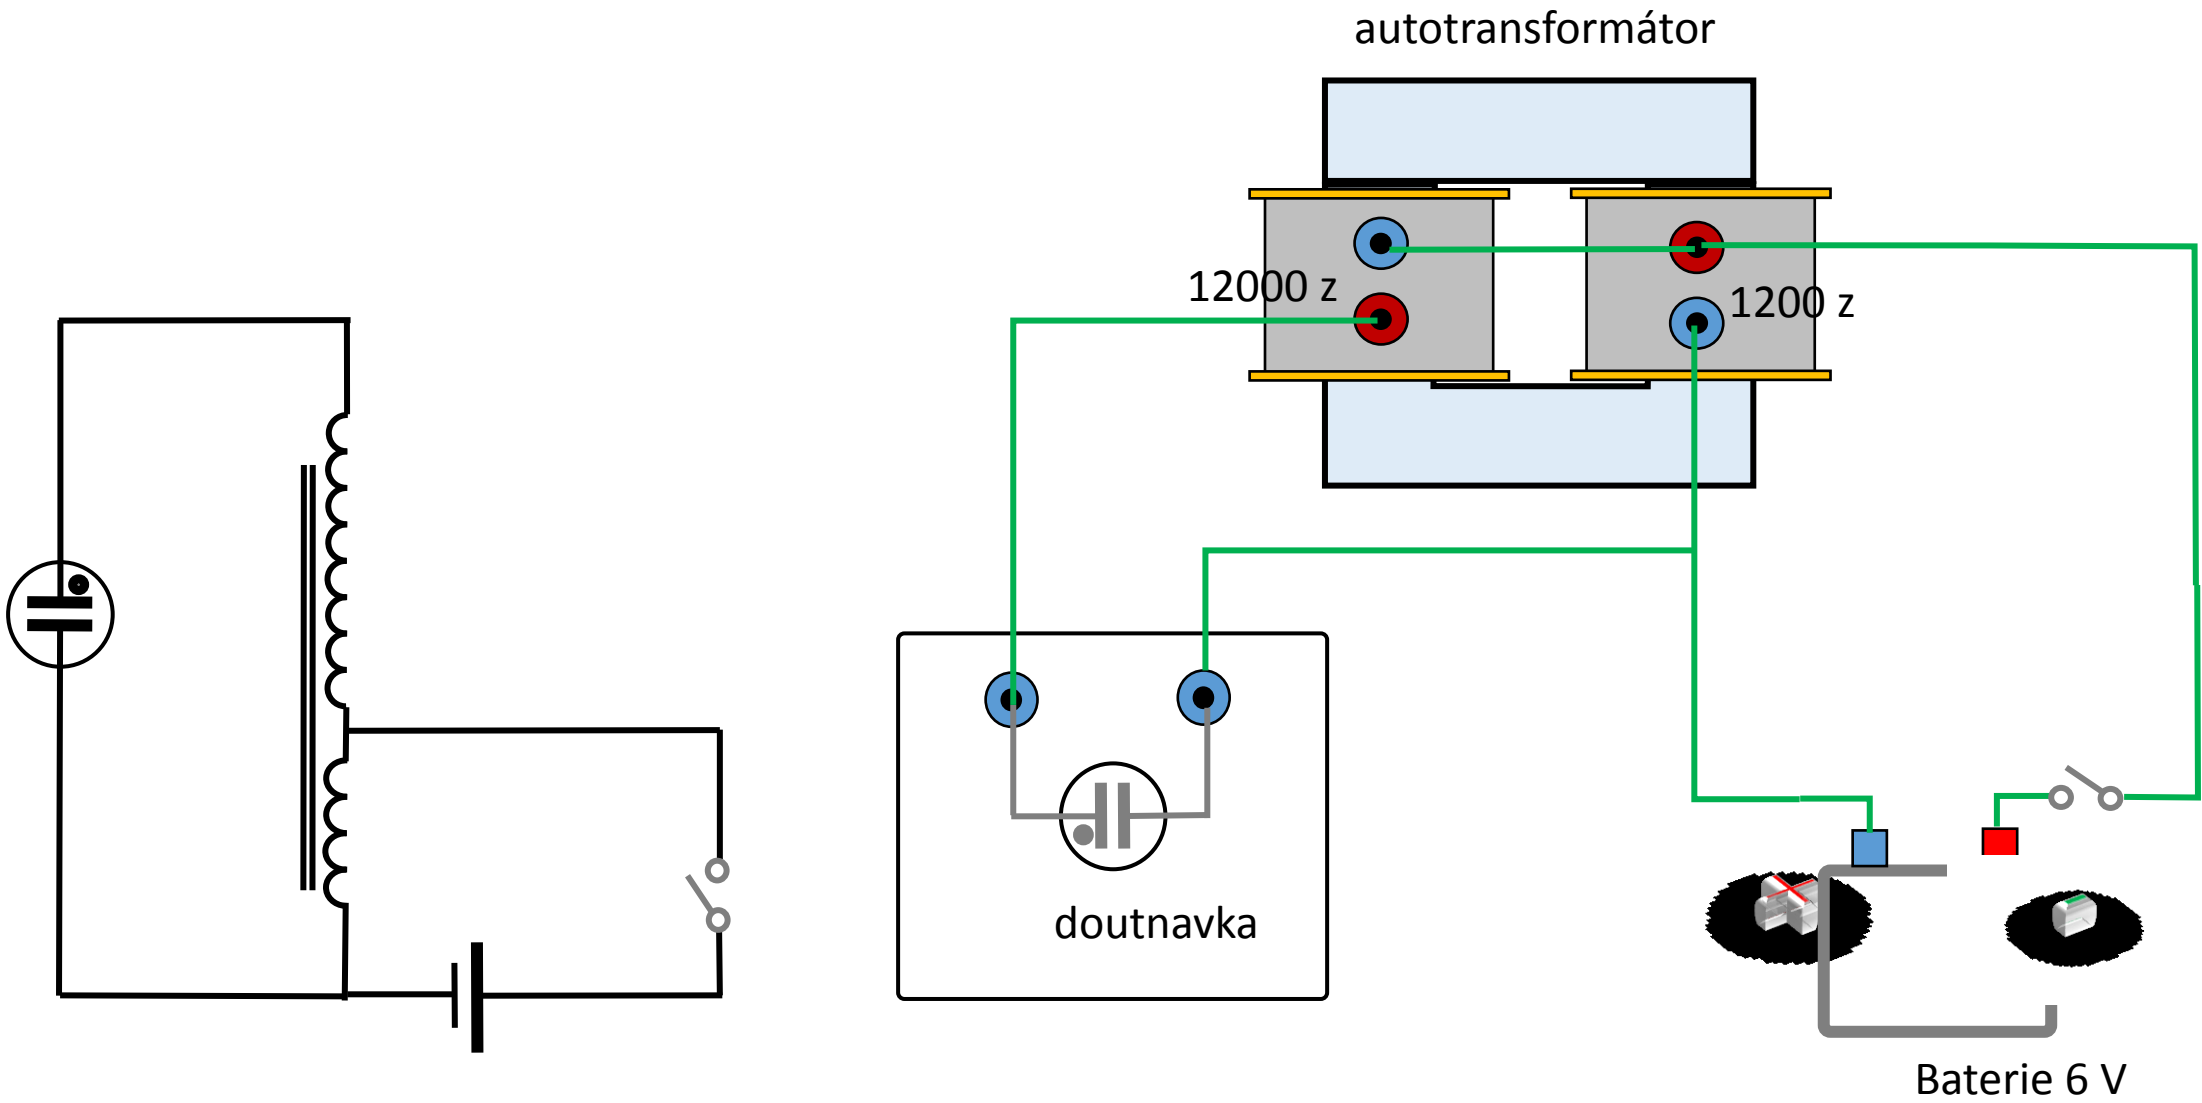 autotransformátor
12000 z
1200 z
doutnavka
Baterie 6 V